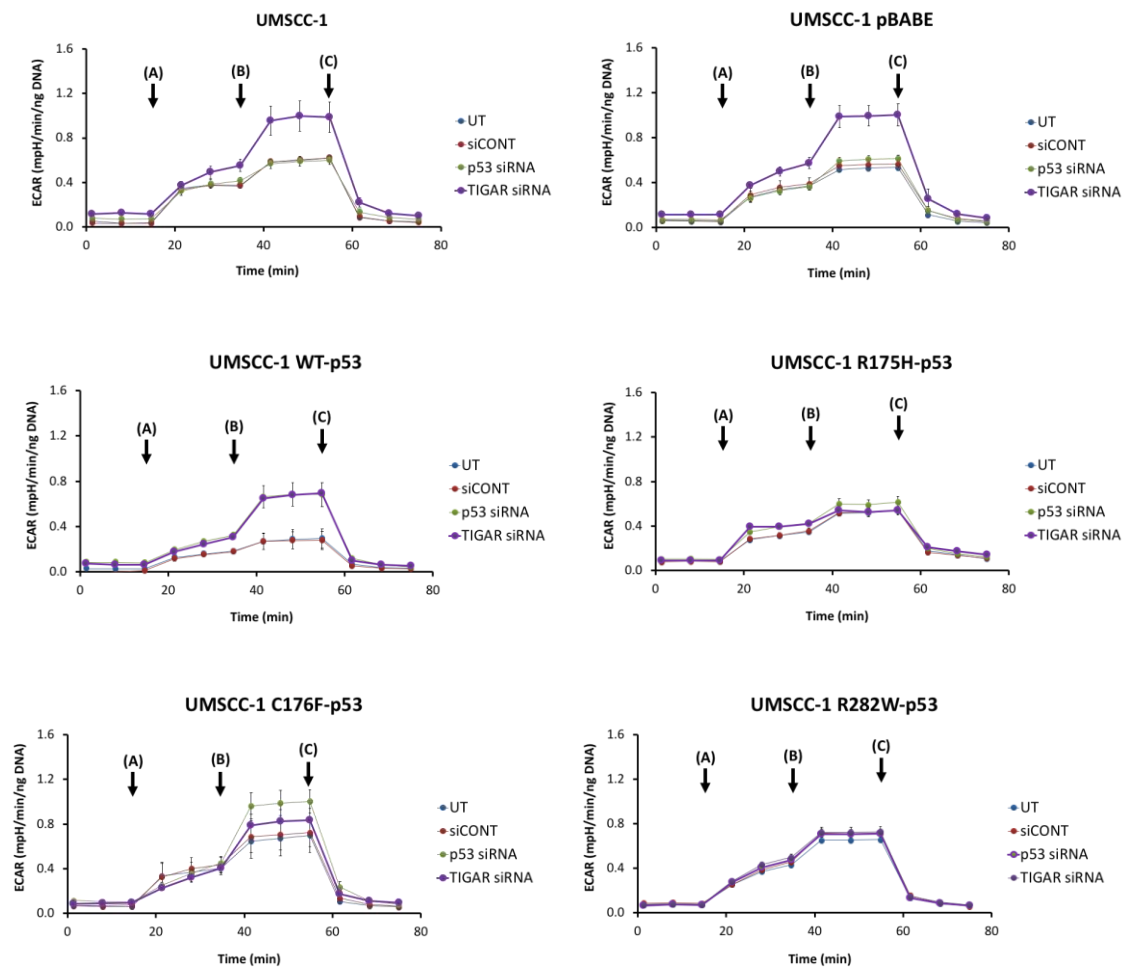 UMSCC-1
ECAR (mpH/min/ng DNA)
1.6
1.2
0.8
0.4
0.0
(A)
(B)
(C)
0
20
40
60
80
Time (min)
UT
siCONT
p53 siRNA
TIGAR siRNA
UMSCC-1 pBABE
ECAR (mpH/min/ng DNA)
1.6
1.2
0.8
0.4
0.0
(A)
(B)
(C)
0
20
40
60
80
Time (min)
UT
siCONT
p53 siRNA
TIGAR siRNA
UMSCC-1 WT-p53
ECAR (mpH/min/ng DNA)
1.6
1.2
0.8
0.4
0.0
(A)
(B)
(C)
0
20
40
60
80
Time (min)
UT
siCONT
p53 siRNA
TIGAR siRNA
UMSCC-1 R175H-p53
ECAR (mpH/min/ng DNA)
1.6
1.2
0.8
0.4
0.0
(A)
(B)
(C)
0
20
40
60
80
Time (min)
UT
siCONT
p53 siRNA
TIGAR siRNA
UMSCC-1 C176F-p53
ECAR (mpH/min/ng DNA)
1.6
1.2
0.8
0.4
0.0
(A)
(B)
(C)
0
20
40
60
80
Time (min)
UT
siCONT
p53 siRNA
TIGAR siRNA
UMSCC-1 R282W-p53
ECAR (mpH/min/ng DNA)
1.6
1.2
0.8
0.4
0.0
(A)
(B)
(C)
0
20
40
60
80
Time (min)
UT
siCONT
p53 siRNA
TIGAR siRNA